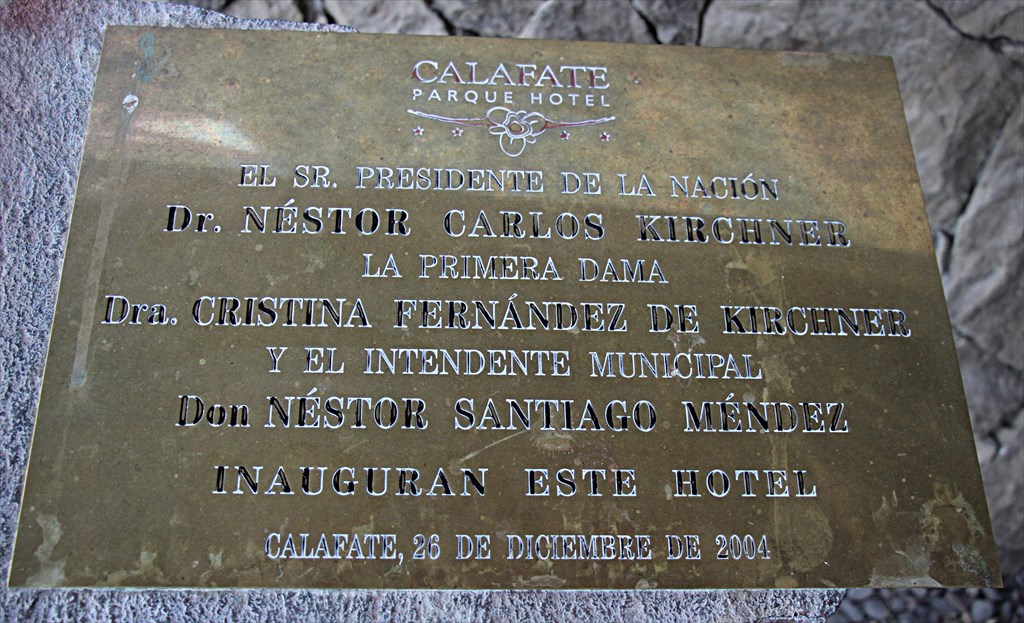 CALAFATE
PARQUE HOTEL
EL SR. PRESIDENTE DE LA NACIÓN
Dr. NÉSTOR CARLOS KIRCHNER
LA PRIMERA DAMA
Dra. CRISTINA FERNÁNDEZ DE KIRCHNER
Y EL INTENDENTE MUNICIPAL
Don NÉSTOR SANTIAGO MÉNDEZ
INAUGURAN ESTE HOTEL
CALAFATE, 26 DE DICIEMBRE DE 2004